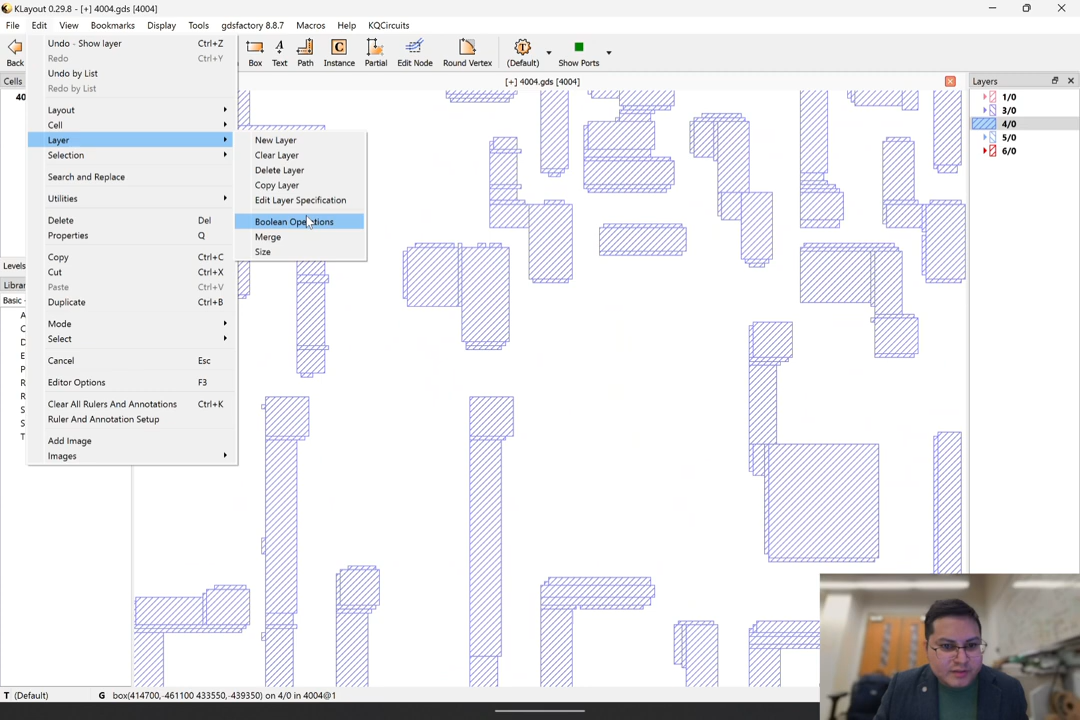 KLayout 0.29.8 - [+] 4004.gds [4004]
File Edit View Bookmarks Display Tools gdsfactory 8.8.7 Macros Help KQCircuits
Back Box Text Path Instance Partial Edit Node Round Vertex (Default) Show Ports
Cells
40
Levels
Librar
Basic
[+] 4004.gds [4004]
Undo - Show layer Ctrl+Z
Redo Ctrl+Y
Undo by List
Redo by List
Layout
Cell
Layer
Selection
Search and Replace
Utilities
Delete Del
Properties Q
Copy Ctrl+C
Cut Ctrl+X
Paste Ctrl+V
Duplicate Ctrl+B
Mode
Select
Cancel Esc
Editor Options F3
Clear All Rulers And Annotations Ctrl+K
Ruler And Annotation Setup
Add Image
Images
New Layer
Clear Layer
Delete Layer
Copy Layer
Edit Layer Specification
Boolean Operations
Merge
Size
Layers
1/0
3/0
4/0
5/0
6/0
T (Default) G box(414700,-461100 433550,-439350) on 4/0 in 4004@1